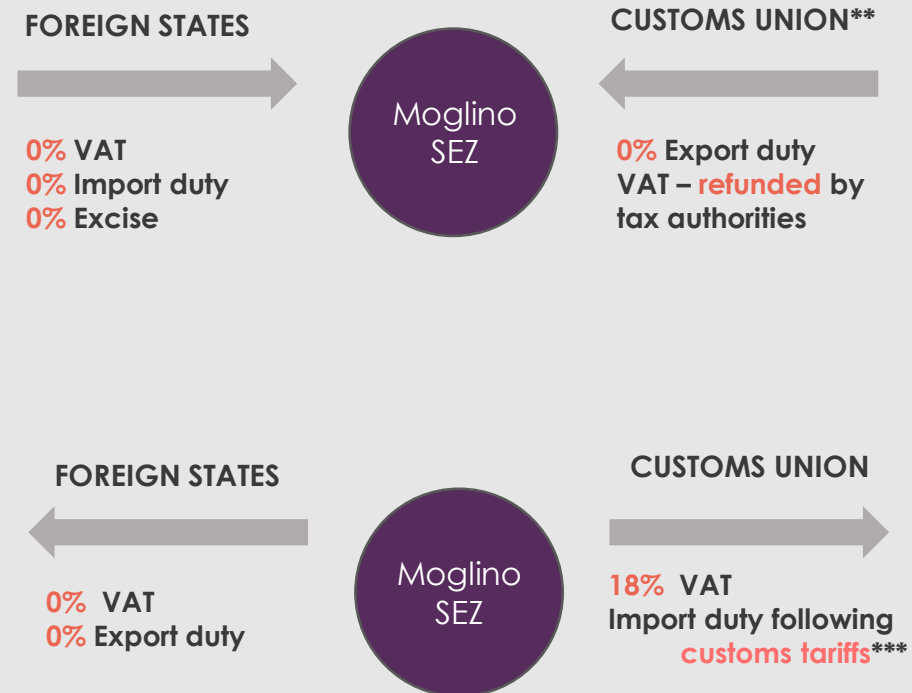 FOREIGN STATES
CUSTOMS UNION**
Moglino
SEZ
0% VAT
0% Import duty
0% Excise
0% Export duty
VAT – refunded by
tax authorities
FOREIGN STATES
CUSTOMS UNION
Moglino
SEZ
0% VAT
0% Export duty
18% VAT
Import duty following
customs tariffs***